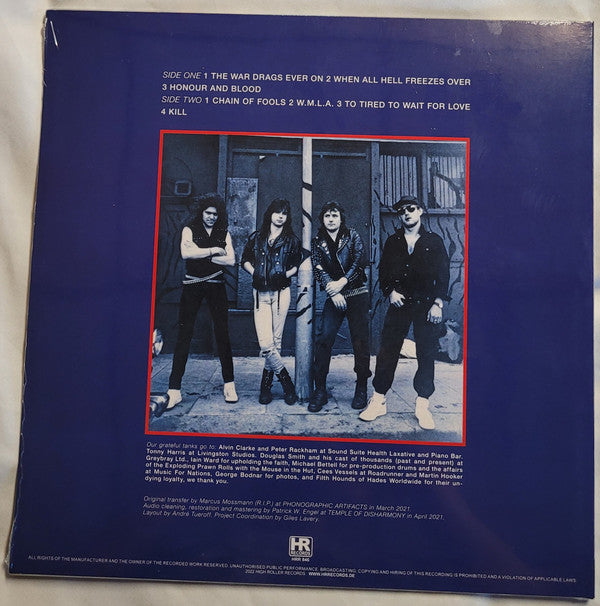 SIDE ONE 1 THE WAR DRAGS EVER ON 2 WHEN ALL HELL FREEZES OVER
3 HONOUR AND BLOOD
SIDE TWO 1 CHAIN OF FOOLS 2 W.M.L.A. 3 TO TIRED TO WAIT FOR LOVE
4 KILL
Our grateful tanks go to: Alvin Clarke and Peter Rackham at Sound Suite Health Laxative and Piano Bar.
Tonny Harris at Livingston Studios. Douglas Smith and his cast of thousands (past and present) at
Greybray Ltd., Iain Ward for upholding the faith, Michael Bettell for pre-production drums and the affairs
of the Exploding Prawn Rolls with the Mouse in the Hut, Cees Vessels at Roadrunner and Martin Hooker
at Music For Nations, George Bodnar for photos, and Filth Hounds of Hades Worldwide for their un-
dying loyalty, we thank you.
Original transfer by Marcus Mossmann (R.I.P.) at PHONOGRAPHIC ARTIFACTS in March 2021.
Audio cleaning, restoration and mastering by Patrick W. Engel at TEMPLE OF DISHARMONY in April 2021.
Layout by André Tueroff. Project Coordination by Giles Lavery.
HR
RECORDS
HRR 845
ALL RIGHTS OF THE MANUFACTURER AND THE OWNER OF THE RECORDED WORK RESERVED. UNAUTHORISED PUBLIC PERFORMANCE, BROADCASTING, COPYING AND HIRING OF THIS RECORDING IS PROHIBITED AND A VIOLATION OF APPLICABLE LAWS.
2022 HIGH ROLLER RECORDS WWW.HRRECORDS.DE